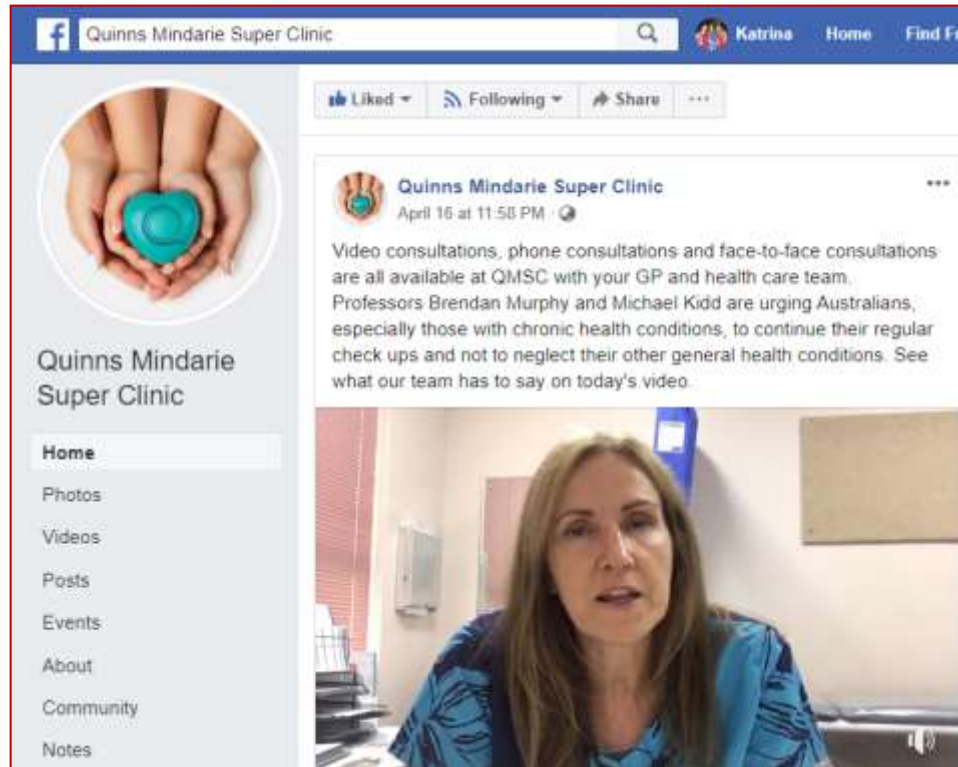 Quinns Mindarie Super Clinic
Katrina Home
Liked Following Share
Quinns Mindarie Super Clinic
April 16 at 11:58 PM
Video consultations, phone consultations and face-to-face consultations
are all available at QMSC with your GP and health care team.
Professors Brendan Murphy and Michael Kidd are urging Australians,
especially those with chronic health conditions, to continue their regular
check ups and not to neglect their other general health conditions. See
what our team has to say on today's video.
Quinns Mindarie
Super Clinic
Home
Photos
Videos
Posts
Events
About
Community
Notes